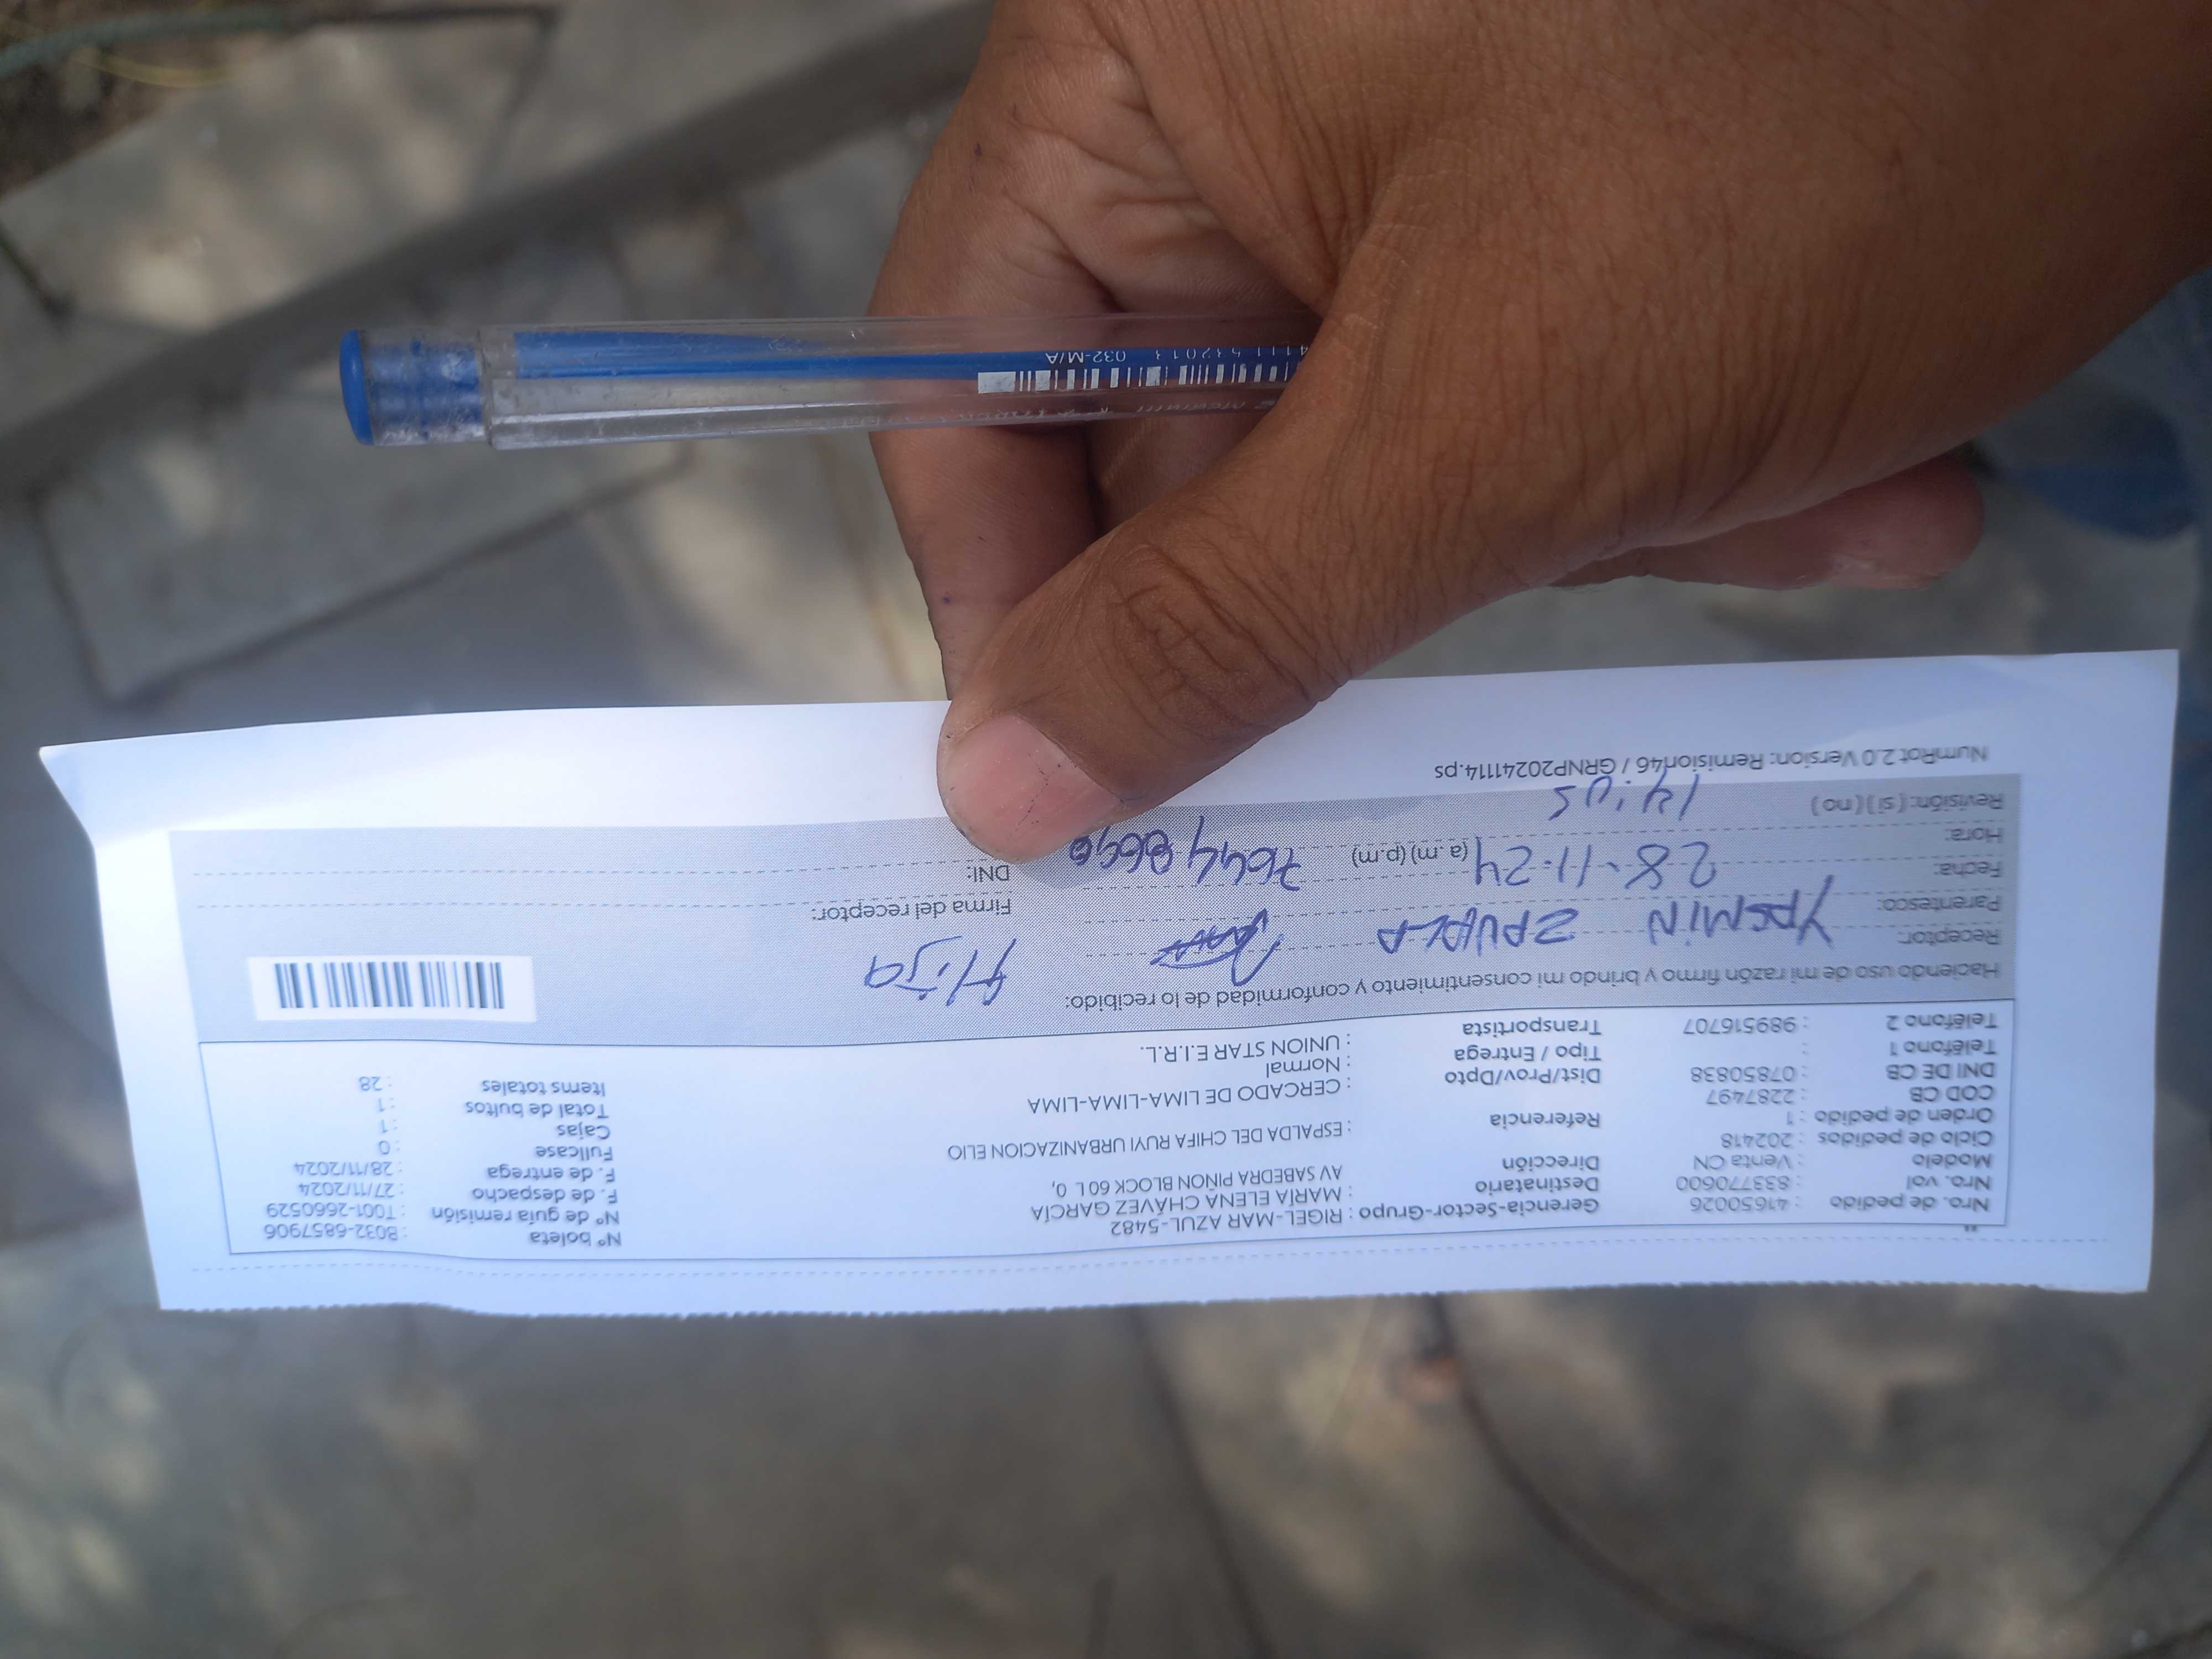 Nro. de pedido : 41650026
Nro. vol : 833770600
Modelo : Venta CN
Ciclo de pedidos : 202418
Orden de pedido : 1
COD CB : 2287497
DNI DE CB : 07850838
Teléfono 1 :
Teléfono 2 : 989516707
Gerencia-Sector-Grupo : RIGEL-MAR AZUL-5482
Destinatario : MARÍA ELENA CHÁVEZ GARCÍA
Dirección AV SABEDRA PIÑON BLOCK 60 L 0,
Referencia : ESPALDA DEL CHIFA RUYI URBANIZACION ELIO
Dist/Prov/Dpto : CERCADO DE LIMA-LIMA-LIMA
Tipo / Entrega : Normal
Transportista : UNION STAR E.I.R.L.
N° boleta : B032-6857906
N° de guía remisión : T001-2660529
F. de despacho : 27/11/2024
F. de entrega : 28/11/2024
Fullcase : 0
Cajas : 1
Total de bultos : 1
Items totales : 28
Haciendo uso de mi razón firmo y brindo mi consentimiento y conformidad de lo recibido:
Receptor: YASMIN ZAVALA
Hija
Parentesco:
Firma del receptor:
Fecha: 28-11-24
DNI:
Hora: (a.m) (p.m)
Revisión: ( si ) ( no )
NumRot 2.0 Version: Remision46 / GRNP20241114.ps
032-M/A